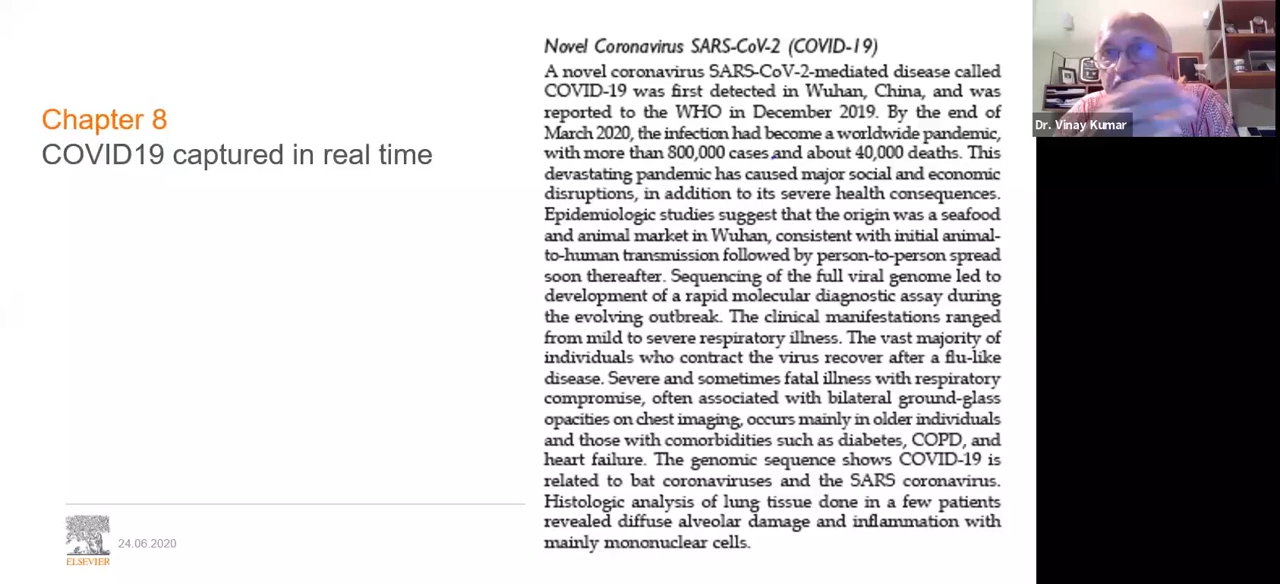 Chapter 8
COVID19 captured in real time
Novel Coronavirus SARS-CoV-2 (COVID-19)
A novel coronavirus SARS-CoV-2-mediated disease called
COVID-19 was first detected in Wuhan, China, and was
reported to the WHO in December 2019. By the end of
March 2020, the infection had become a worldwide pandemic,
with more than 800,000 cases and about 40,000 deaths. This
devastating pandemic has caused major social and economic
disruptions, in addition to its severe health consequences.
Epidemiologic studies suggest that the origin was a seafood
and animal market in Wuhan, consistent with initial animal-
to-human transmission followed by person-to-person spread
soon thereafter. Sequencing of the full viral genome led to
development of a rapid molecular diagnostic assay during
the evolving outbreak. The clinical manifestations ranged
from mild to severe respiratory illness. The vast majority of
individuals who contract the virus recover after a flu-like
disease. Severe and sometimes fatal illness with respiratory
compromise, often associated with bilateral ground-glass
opacities on chest imaging, occurs mainly in older individuals
and those with comorbidities such as diabetes, COPD, and
heart failure. The genomic sequence shows COVID-19 is
related to bat coronaviruses and the SARS coronavirus.
Histologic analysis of lung tissue done in a few patients
revealed diffuse alveolar damage and inflammation with
mainly mononuclear cells.
Dr. Vinay Kumar
ELSEVIER
24.06.2020